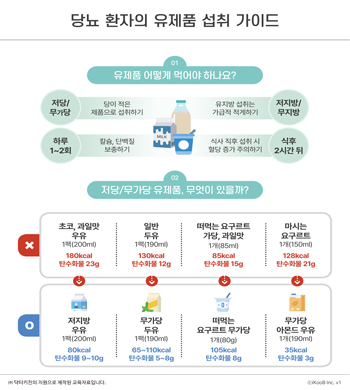 당뇨 환자의 유제품 섭취 가이드
01
유제품 어떻게 먹어야 하나요?
저당/
무가당
당이 적은
제품으로 섭취하기
유지방 섭취는
가급적 적게하기
저지방/
무지방
하루
1~2회
칼슘, 단백질
보충하기
식사 직후 섭취 시
혈당 증가 주의하기
식후
2시간 뒤
02
저당/무가당 유제품, 무엇이 있을까?
X
초코, 과일맛
우유
1팩(200ml)
180kcal
탄수화물 23g
일반
두유
1팩(190ml)
130kcal
탄수화물 12g
떠먹는 요구르트
가당, 과일맛
1개(85ml)
85kcal
탄수화물 15g
마시는
요구르트
1개(150ml)
128kcal
탄수화물 21g
O
저지방
우유
1팩(200ml)
80kcal
탄수화물 9~10g
무가당
두유
1팩(190ml)
65~110kcal
탄수화물 5~8g
떠먹는
요구르트 무가당
1개(80g)
105kcal
탄수화물 8g
무가당
아몬드 우유
1개(190ml)
35kcal
탄수화물 3g
닥터키친의 지원으로 제작된 교육자료입니다.
Inc. v1